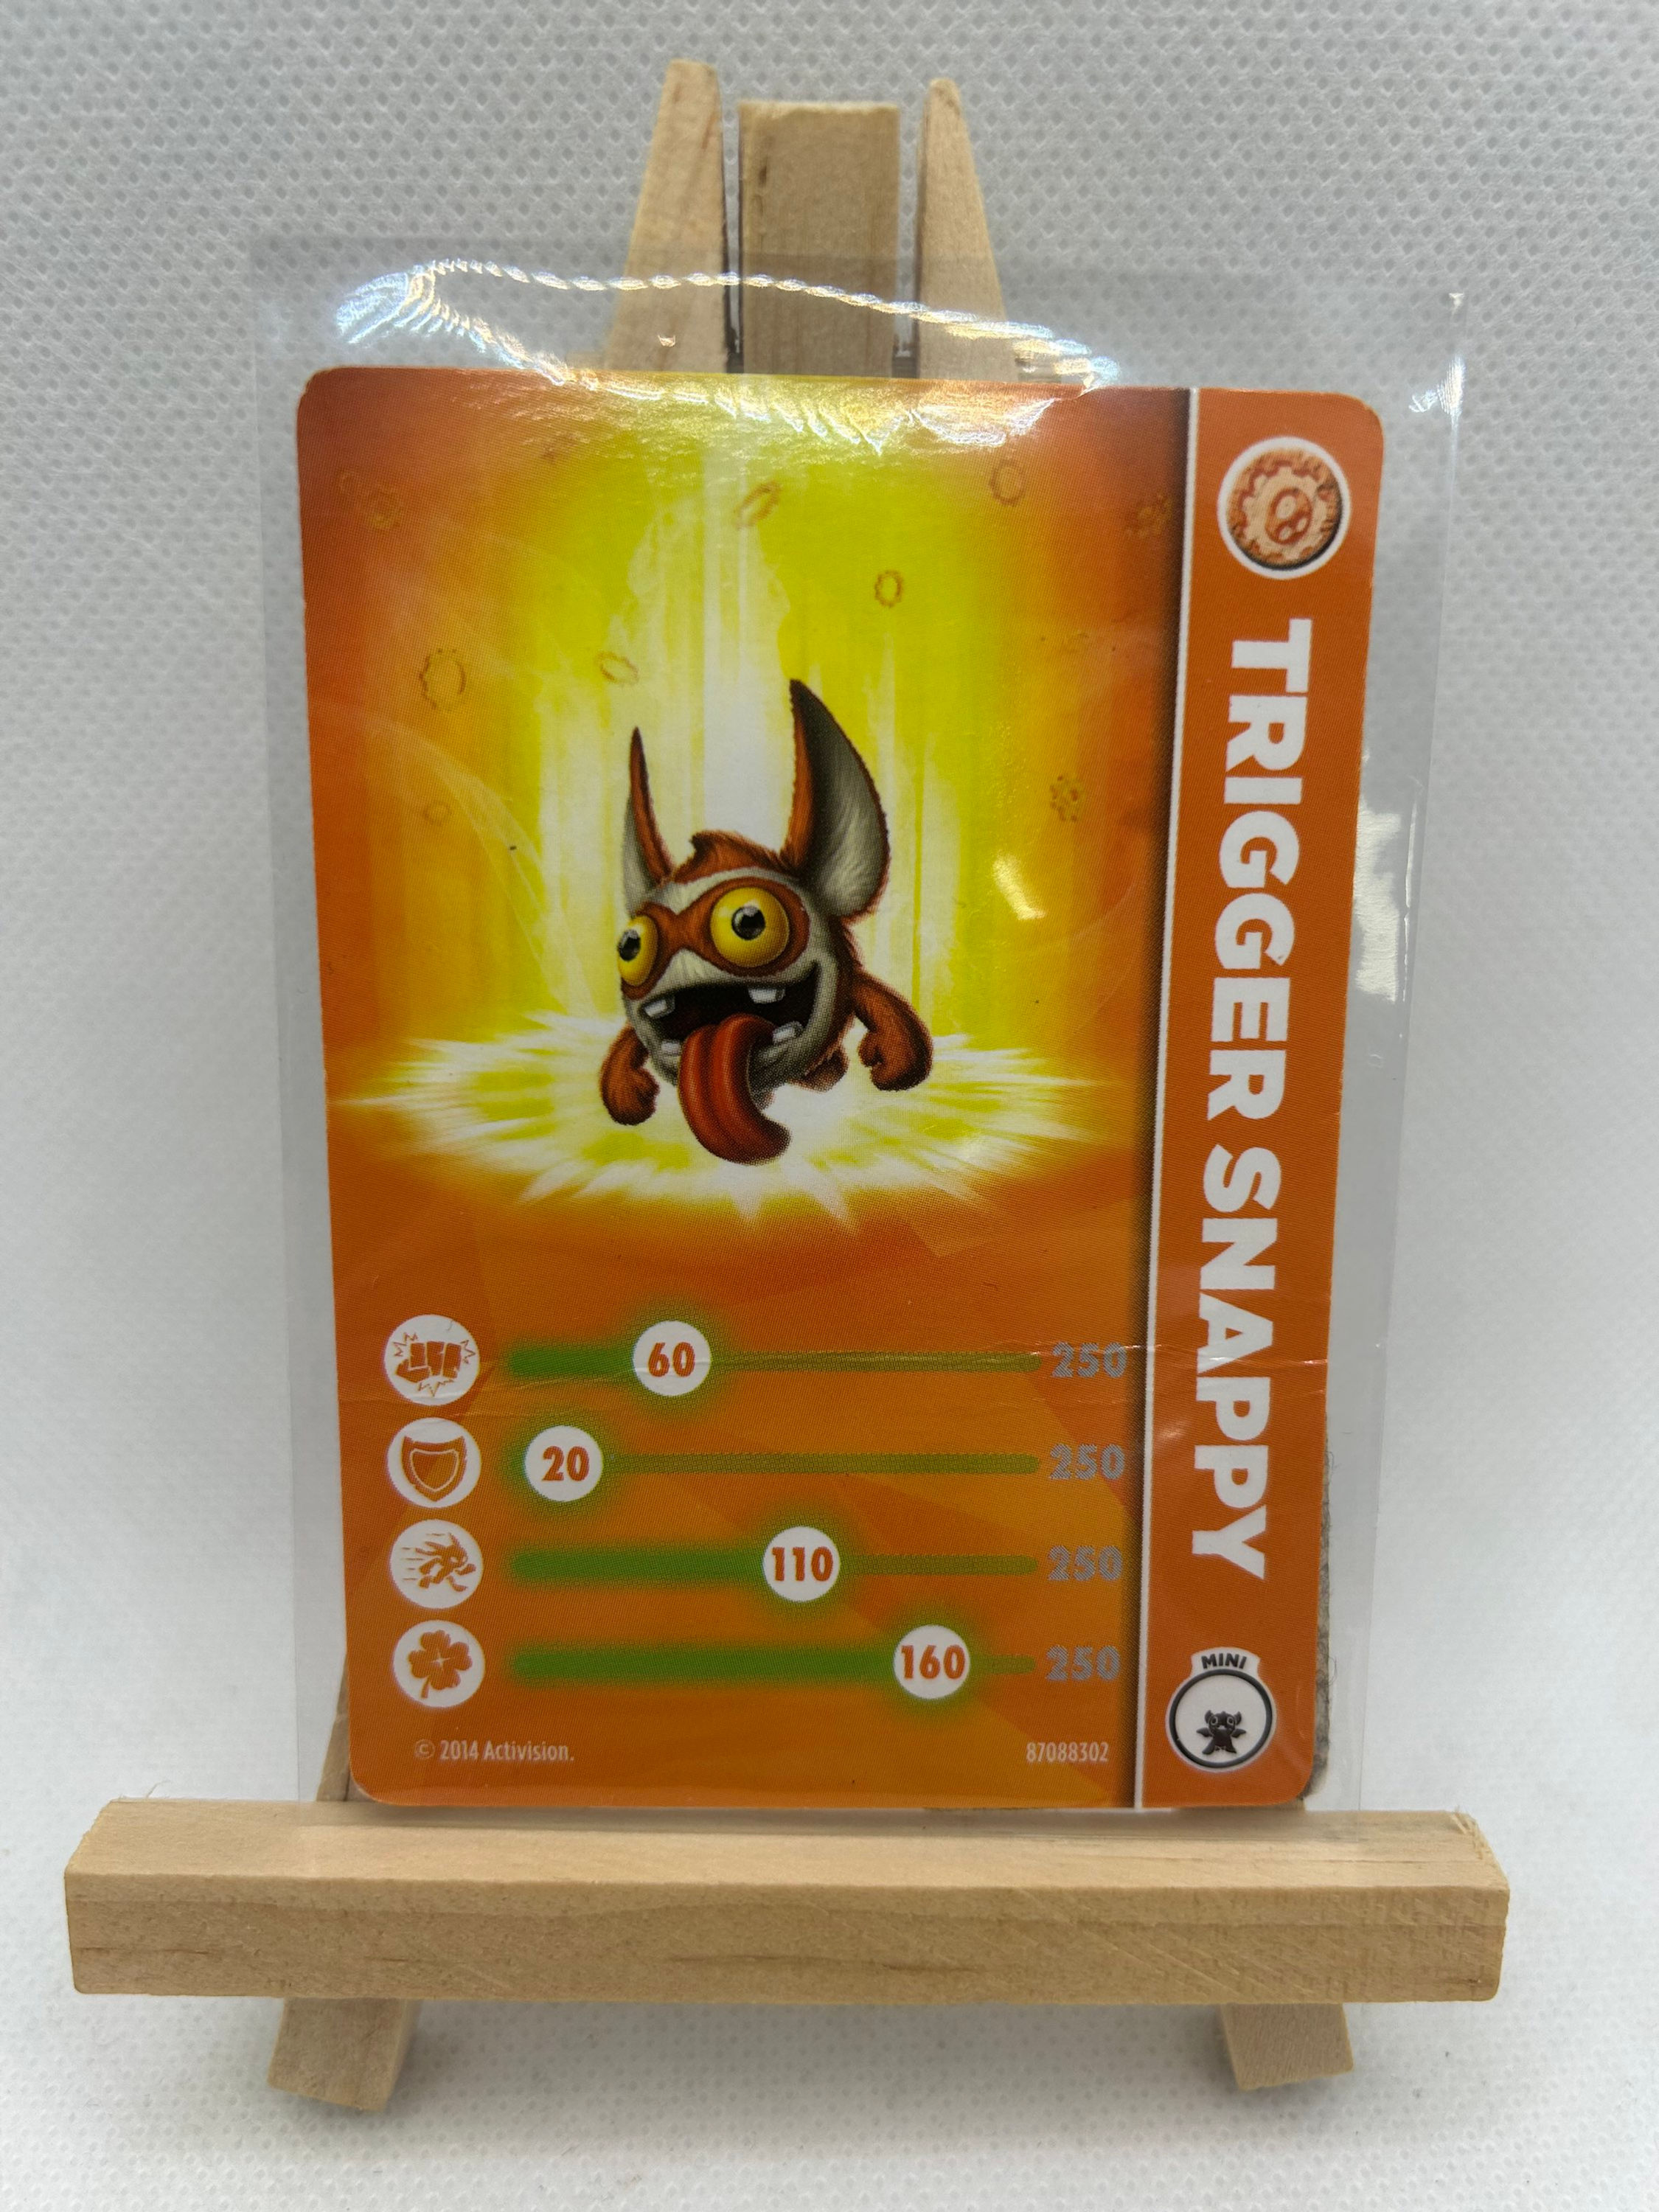 TRIGGER SNAPPY
60 250
20 250
110 250
160 250
MINI
© 2014 Activision.
87088302